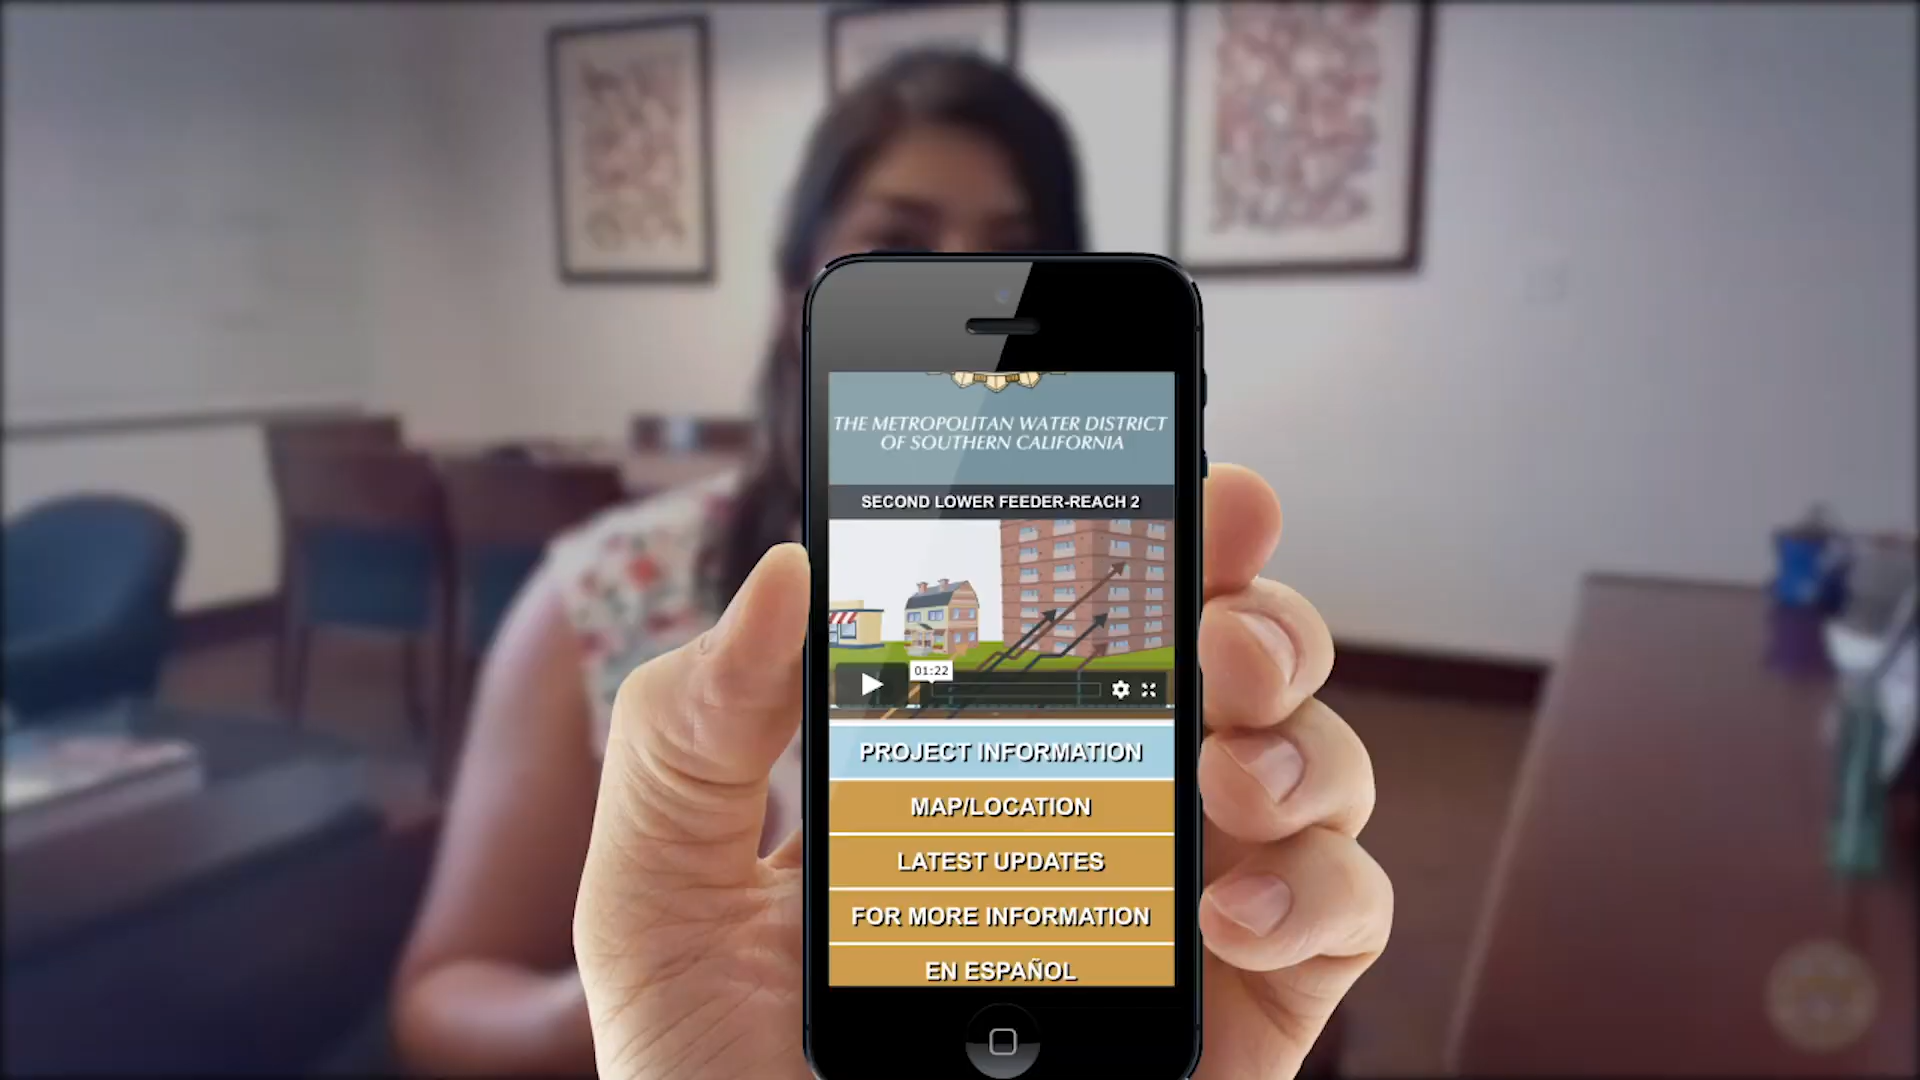 THE METROPOLITAN WATER DISTRICT
OF SOUTHERN CALIFORNIA
SECOND LOWER FEEDER-REACH 2
01:22
PROJECT INFORMATION
MAP/LOCATION
LATEST UPDATES
FOR MORE INFORMATION
EN ESPAÑOL